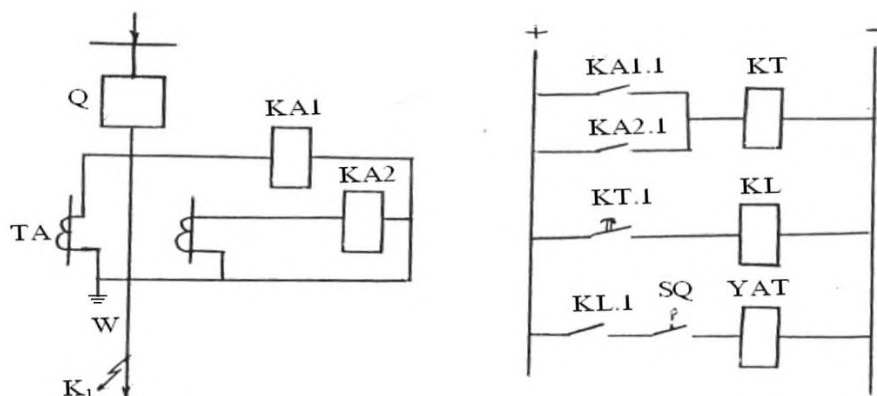 Q
KA1
KA2
TA
W
K₁
+
−
KA1.1
KT
KA2.1
KT.1
KL
KL.1
SQ
YAT